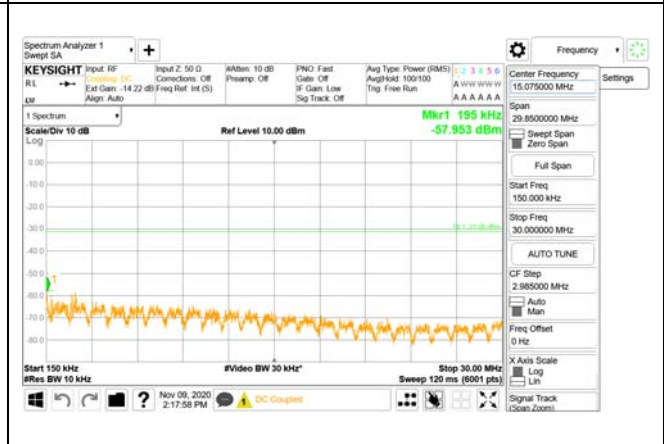 Spectrum Analyzer 1
Swept SA
Frequency
KEYSIGHT
RL
Input: RF
Coupling: DC
Ext Gain: -14.22 dB
Align: Auto
Input Z: 50 Ω
Corrections: Off
Freq Ref: Int (S)
#Atten: 10 dB
Preamp: Off
PNO: Fast
Gate: Off
IF Gain: Low
Sig Track: Off
Avg Type: Power (RMS)
Avg|Hold: 100/100
Trig: Free Run
1 2 3 4 5 6
A W W W W W
A A A A A A
Settings
1 Spectrum
Scale/Div 10 dB
Ref Level 10.00 dBm
Mkr1 195 kHz
-57.953 dBm
Log
0.00
-10.0
-20.0
-30.0
-40.0
-50.0
-60.0
-70.0
-80.0
1
Start 150 kHz
#Video BW 30 kHz*
Stop 30.00 MHz
#Res BW 10 kHz
Sweep 120 ms (6001 pts)
Center Frequency
15.075000 MHz
Span
29.8500000 MHz
Swept Span
Zero Span
Full Span
Start Freq
150.000 kHz
Stop Freq
30.000000 MHz
AUTO TUNE
CF Step
2.985000 MHz
Auto
Man
Freq Offset
0 Hz
X Axis Scale
Log
Lin
Signal Track
(Span Zoom)
Nov 09, 2020
2:17:58 PM
DC Coupled